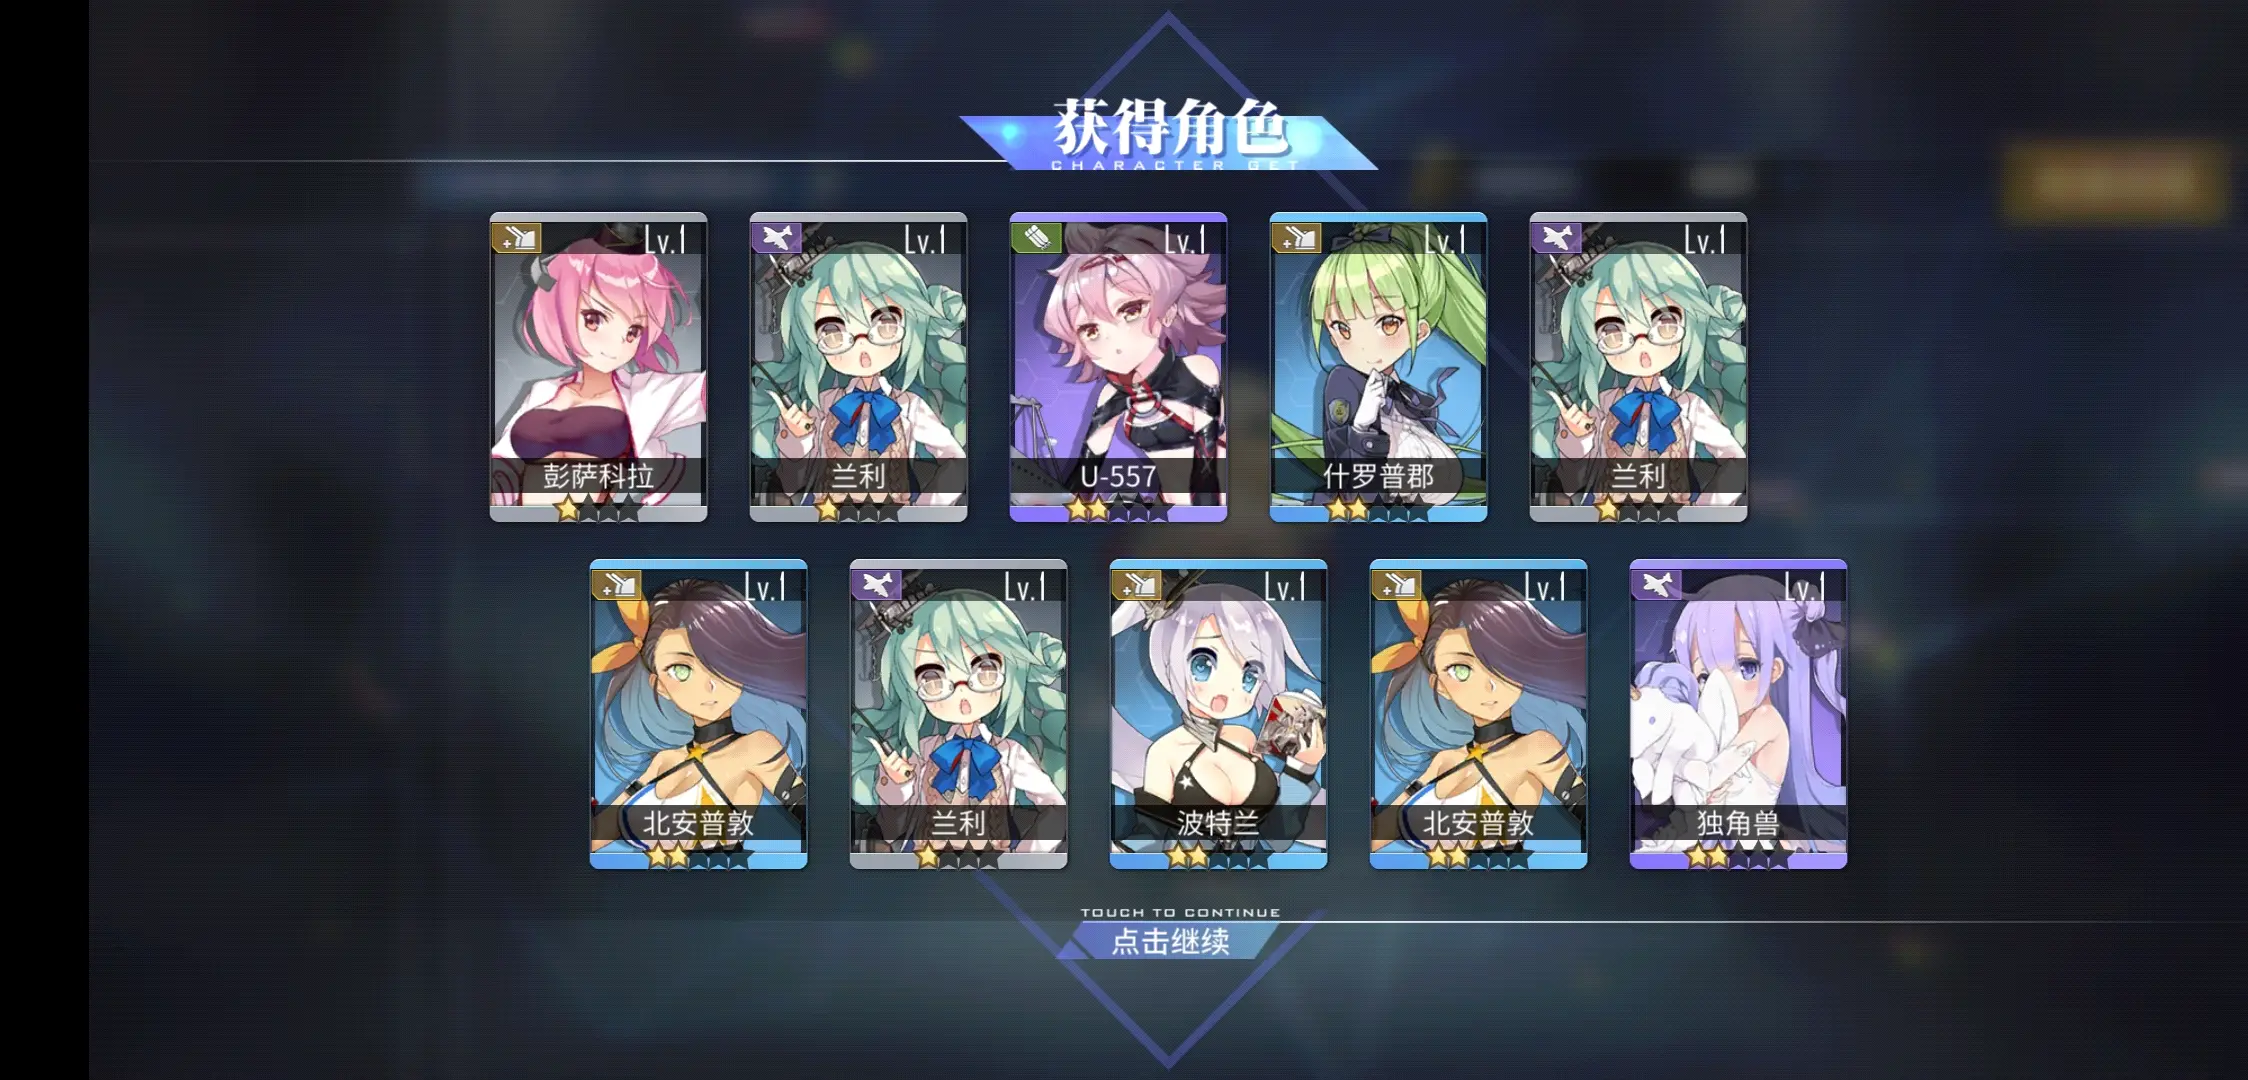 获得角色
CHARACTER GET
Lv.1
Lv.1
Lv.1
Lv.1
Lv.1
彭萨科拉
兰利
U-557
什罗普郡
兰利
Lv.1
Lv.1
Lv.1
Lv.1
Lv.1
北安普敦
兰利
波特兰
北安普敦
独角兽
TOUCH TO CONTINUE
点击继续